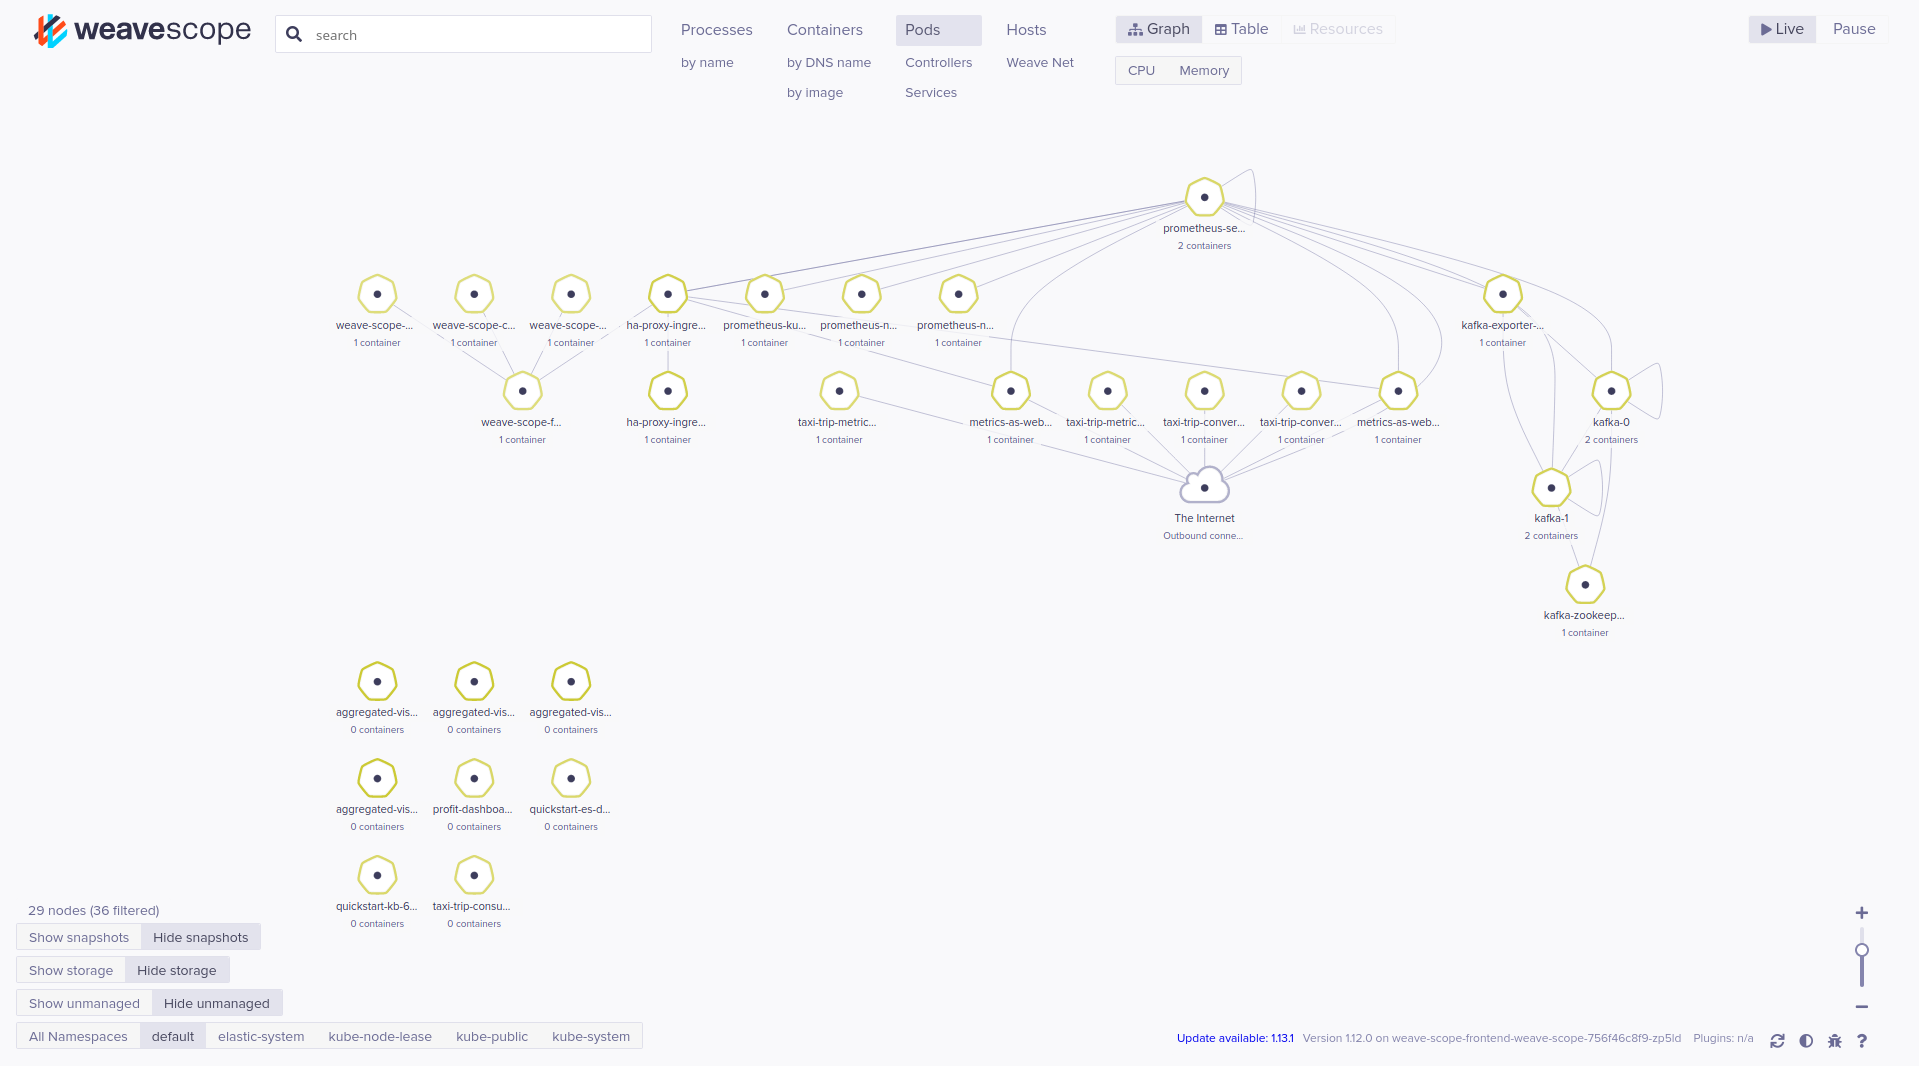 weavescope
search
Processes
by name
Containers
by DNS name
by image
Pods
Controllers
Services
Hosts
Weave Net
Graph Table Resources
CPU Memory
Live Pause
prometheus-se...
2 containers
weave-scope-...
1 container
weave-scope-c...
1 container
weave-scope-...
1 container
ha-proxy-ingre...
1 container
prometheus-ku...
1 container
prometheus-n...
1 container
prometheus-n...
1 container
kafka-exporter-...
1 container
weave-scope-f...
1 container
ha-proxy-ingre...
1 container
taxi-trip-metric...
1 container
metrics-as-web...
1 container
taxi-trip-metric...
1 container
taxi-trip-conver...
1 container
taxi-trip-conver...
1 container
metrics-as-web...
1 container
kafka-0
2 containers
The Internet
Outbound conne...
kafka-1
2 containers
kafka-zookeep...
1 container
aggregated-vis...
0 containers
aggregated-vis...
0 containers
aggregated-vis...
0 containers
aggregated-vis...
0 containers
profit-dashboa...
0 containers
quickstart-es-d...
0 containers
quickstart-kb-6...
0 containers
taxi-trip-consu...
0 containers
29 nodes (36 filtered)
Show snapshots Hide snapshots
Show storage Hide storage
Show unmanaged Hide unmanaged
All Namespaces default elastic-system kube-node-lease kube-public kube-system
Update available: 1.13.1 Version 1.12.0 on weave-scope-frontend-weave-scope-756f46c8f9-zp5ld Plugins: n/a